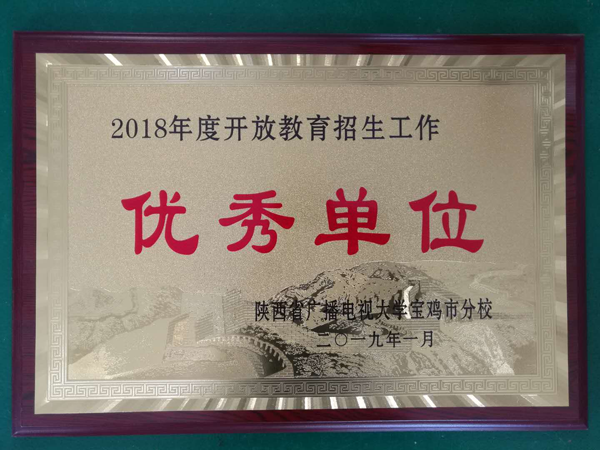 2018年度开放教育招生工作
优秀单位
陕西省广播电视大学宝鸡市分校
二〇一九年一月